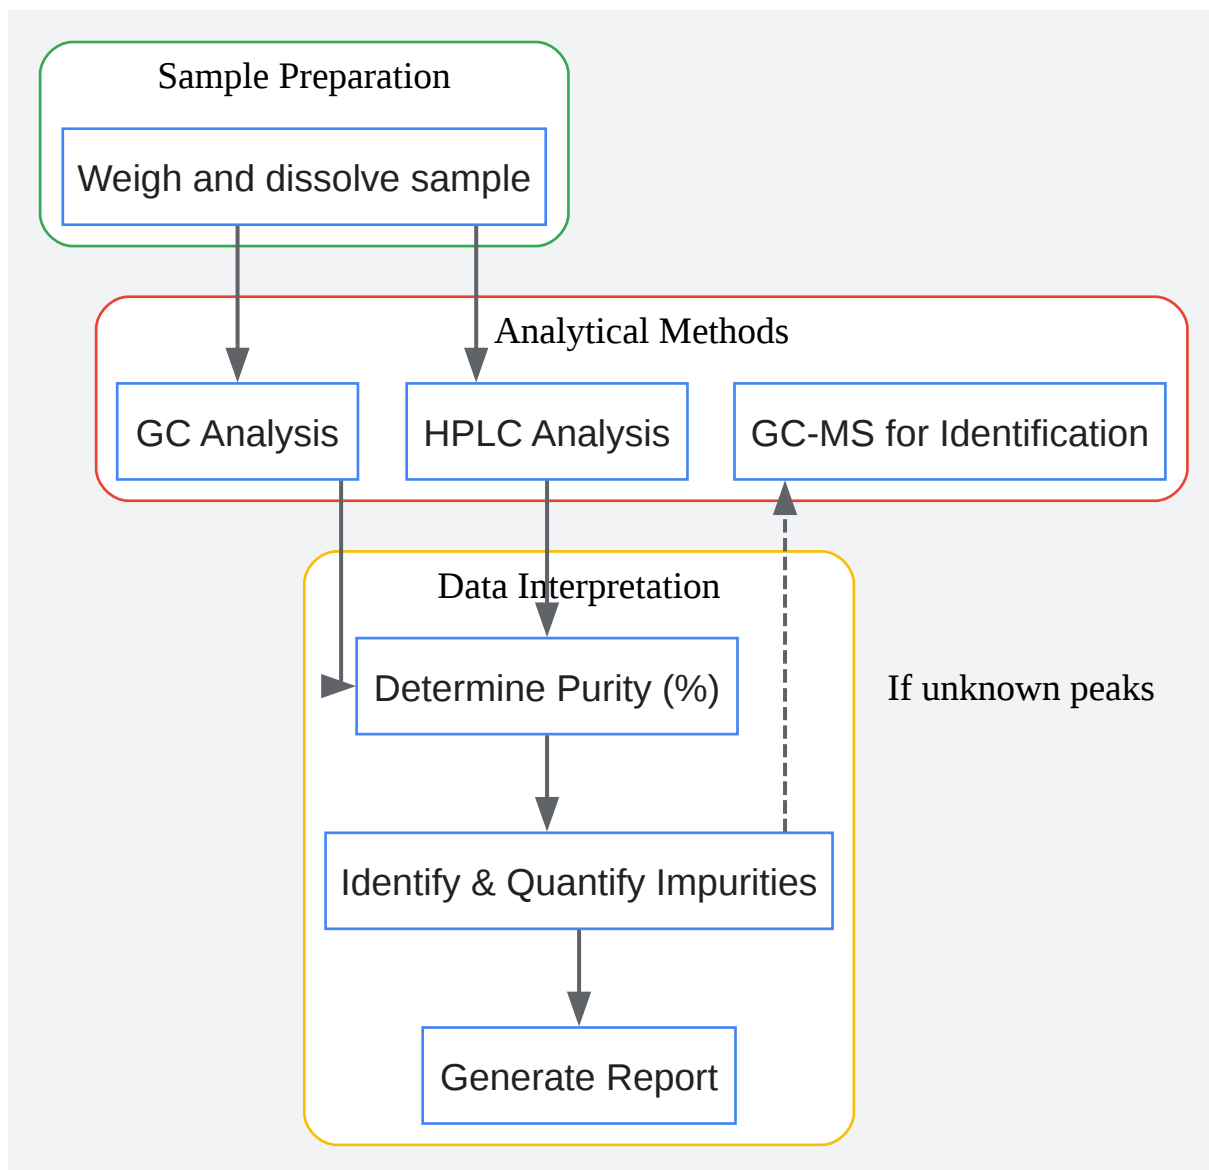 Sample Preparation
Weigh and dissolve sample
Analytical Methods
GC Analysis
HPLC Analysis
GC-MS for Identification
Data Interpretation
Determine Purity (%)
If unknown peaks
Identify & Quantify Impurities
Generate Report